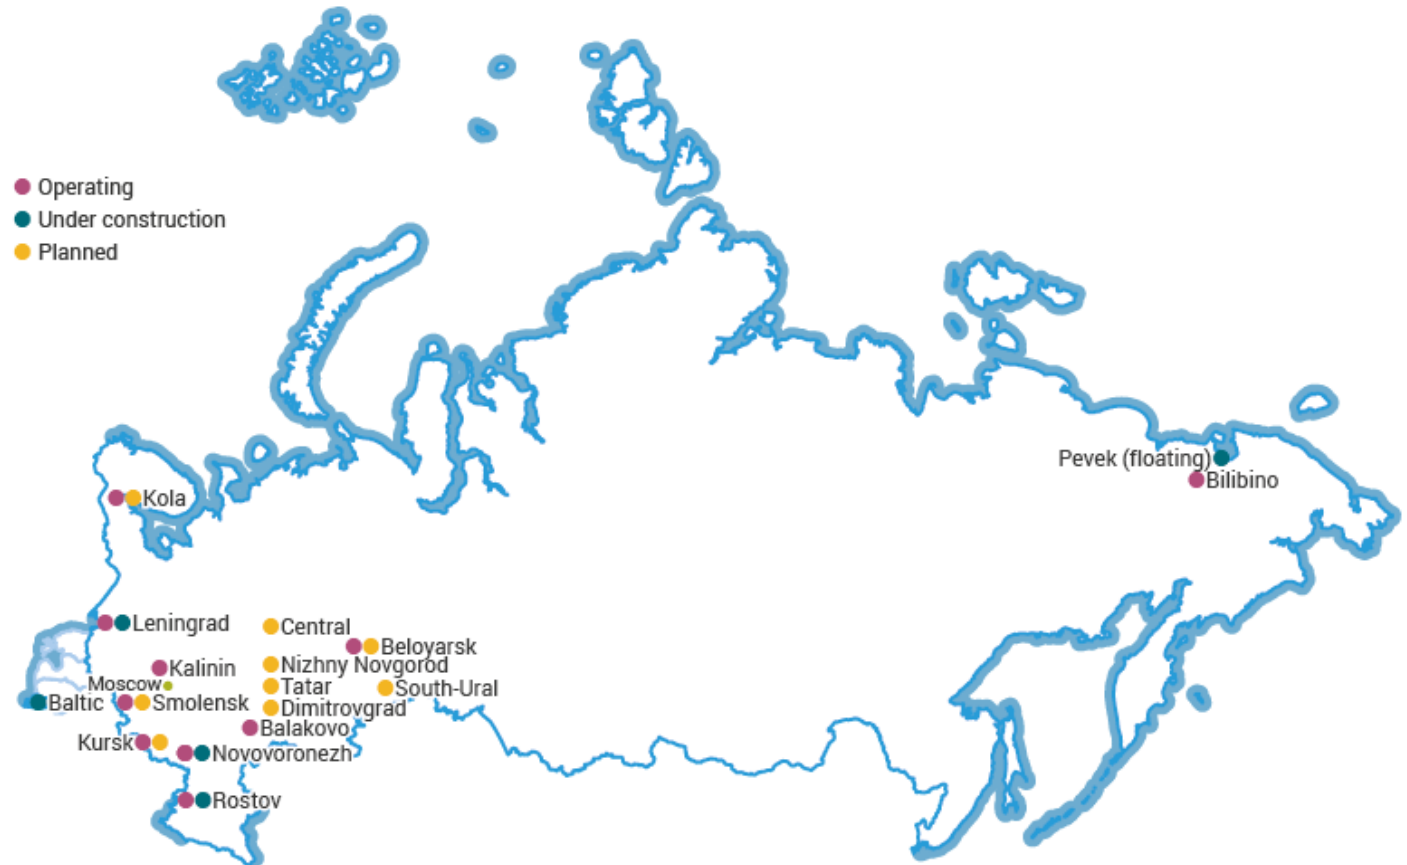 Operating
Under construction
Planned
Pevek (floating)
Bilibino
Kola
Leningrad
Central
Beloyarsk
Kalinin
Nizhny Novgorod
Moscow
Tatar
South-Ural
Baltic
Smolensk
Dimitrovgrad
Balakovo
Kursk
Novovoronezh
Rostov